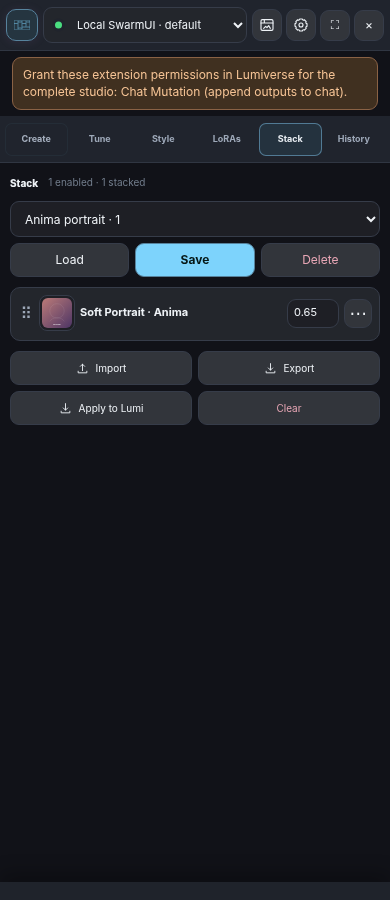 Local SwarmUI · default
×
Grant these extension permissions in Lumiverse for the
complete studio: Chat Mutation (append outputs to chat).
Create Tune Style LoRAs Stack History
Stack 1 enabled · 1 stacked
Anima portrait · 1
Load Save Delete
Soft Portrait · Anima 0.65 ···
Import Export
Apply to Lumi Clear